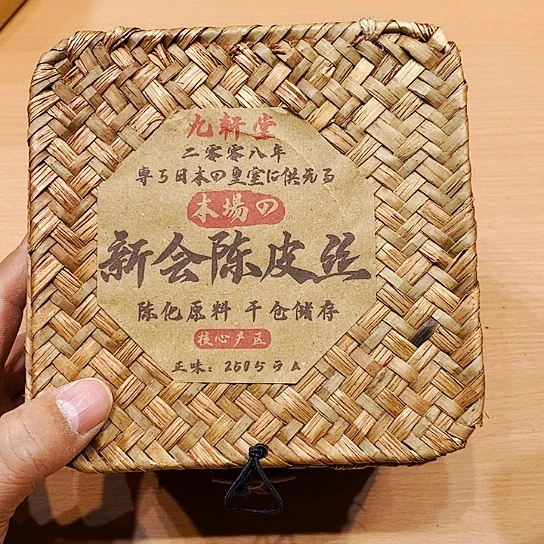 九軒堂
二零零八年
専ら日本の皇室に供える
本場の
新会陈皮丝
陈化原料 干仓储存
核心产区
正味：250ちラム